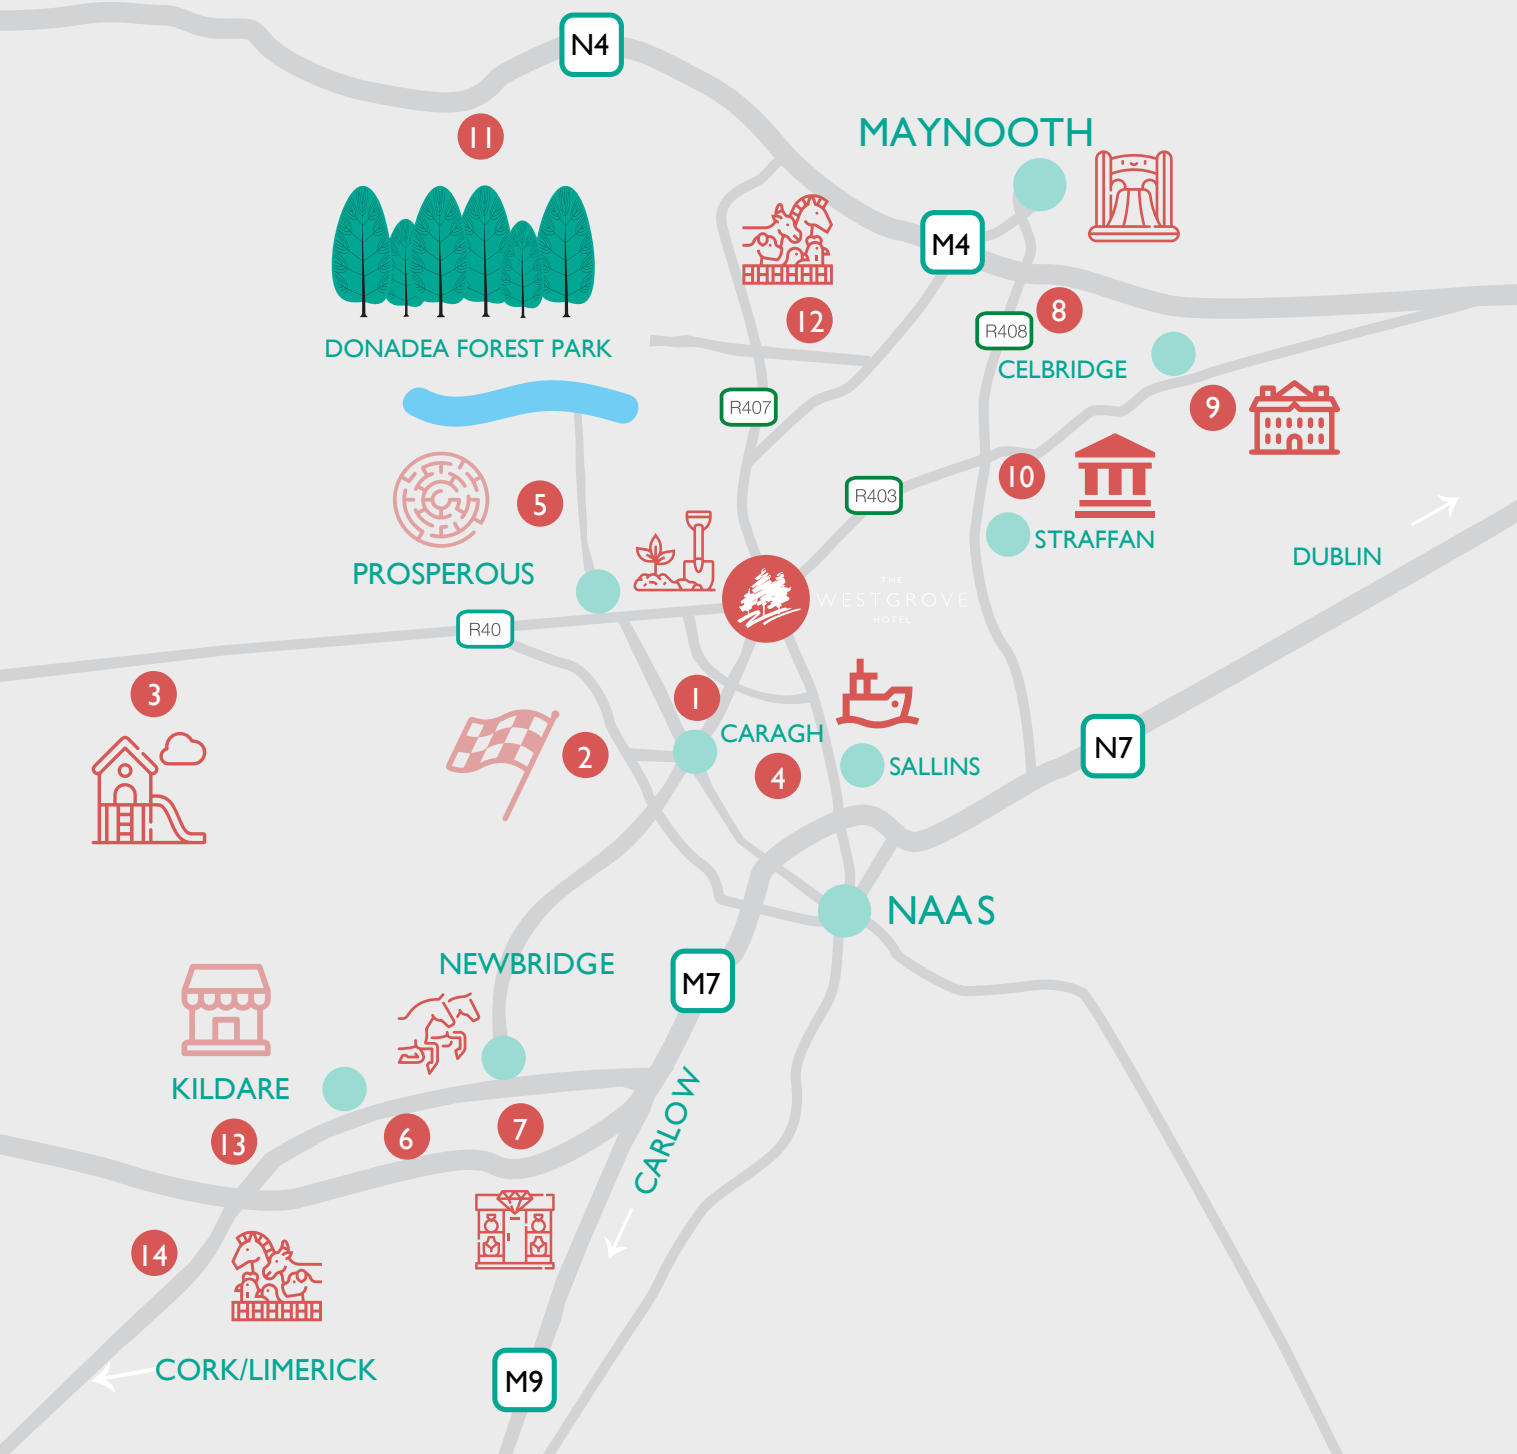 N4
11
MAYNOOTH
M4
12
8
R408
DONADEA FOREST PARK
CELBRIDGE
R407
9
10
R403
5
STRAFFAN
DUBLIN
PROSPEROUS
THE
WESTGROVE
HOTEL
R40
3
1
CARAGH
2
4
SALLINS
N7
NAAS
NEWBRIDGE
M7
KILDARE
CARLOW
13
6
7
14
CORK/LIMERICK
M9